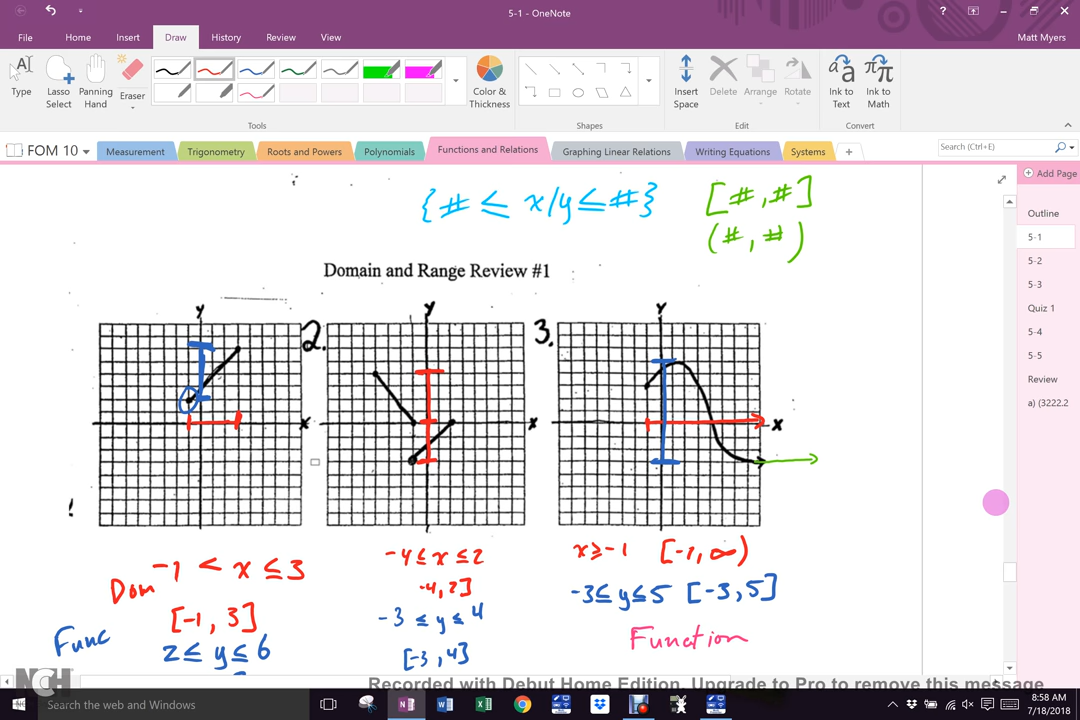 5-1 - OneNote
?
Matt Myers
File Home Insert Draw History Review View
Type
Lasso Select
Panning Hand
Eraser
Color & Thickness
Insert Space
Delete
Arrange
Rotate
Ink to Text
Ink to Math
Tools
Shapes
Edit
Convert
FOM 10
Measurement
Trigonometry
Roots and Powers
Polynomials
Functions and Relations
Graphing Linear Relations
Writing Equations
Systems
+
Search (Ctrl+E)
Add Page
Outline
5-1
5-2
5-3
Quiz 1
5-4
5-5
Review
a) (3222.2
{# ≤ x/y ≤ #} [#, #]
(#, #)
Domain and Range Review #1
y
x
2.
y
x
3.
y
x
!
Dom -1 < x ≤ 3
[-1, 3]
Func 2 ≤ y ≤ 6
-4 ≤ x ≤ 2
-4, 2]
-3 ≤ y ≤ 4
[-3, 4]
x ≥ -1 [-1, ∞)
-3 ≤ y ≤ 5 [-3, 5]
Function
NCH
Recorded with Debut Home Edition. Upgrade to Pro to remove this message
Search the web and Windows
8:58 AM
7/18/2018